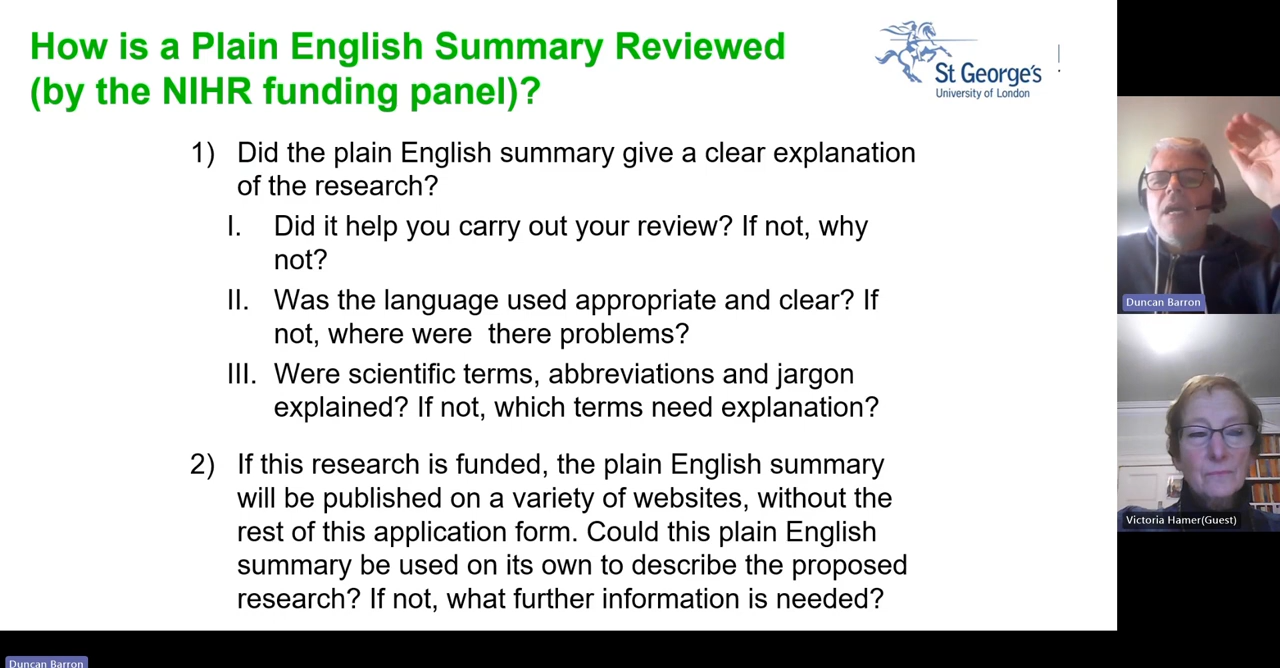 How is a Plain English Summary Reviewed
(by the NIHR funding panel)?
St George's
University of London
1) Did the plain English summary give a clear explanation
of the research?
I. Did it help you carry out your review? If not, why
not?
II. Was the language used appropriate and clear? If
not, where were there problems?
III. Were scientific terms, abbreviations and jargon
explained? If not, which terms need explanation?
2) If this research is funded, the plain English summary
will be published on a variety of websites, without the
rest of this application form. Could this plain English
summary be used on its own to describe the proposed
research? If not, what further information is needed?
Duncan Barron
Victoria Hamer(Guest)
Duncan Barron